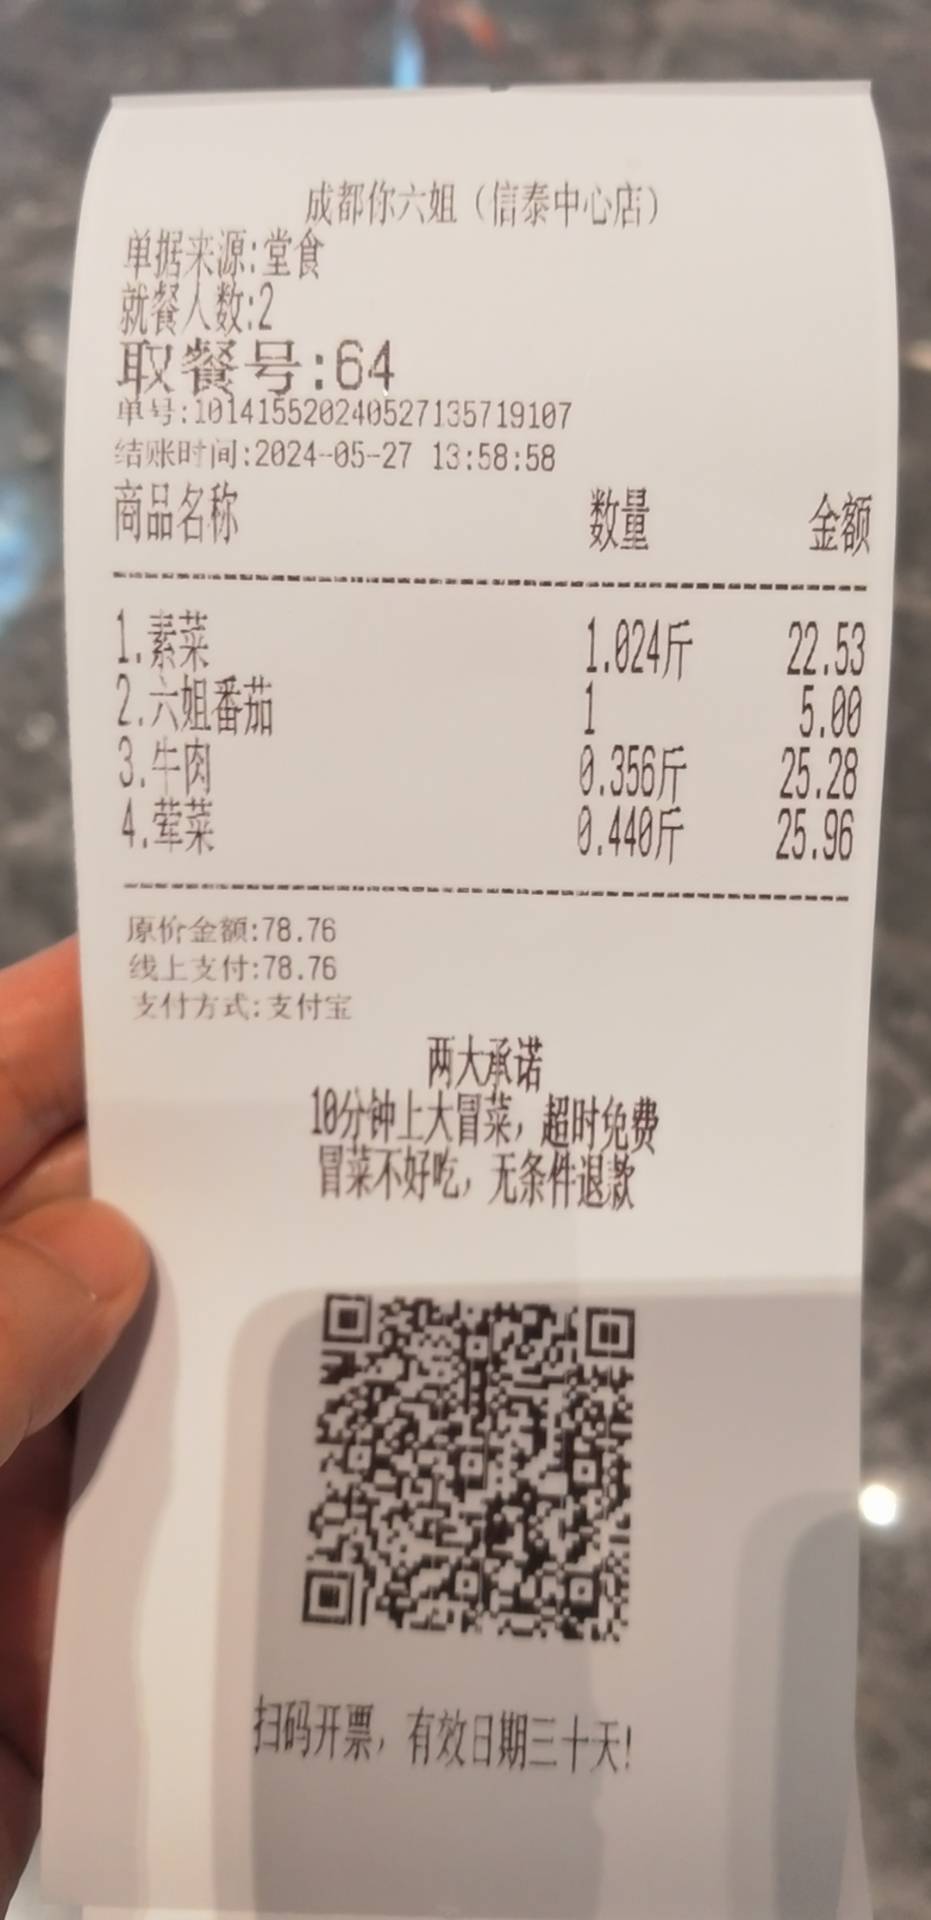 成都你六姐（信泰中心店）
单据来源:堂食
就餐人数:2
取餐号:64
单号:101415520240527135719107
结账时间:2024-05-27 13:58:58
商品名称 数量 金额
1.素菜 1.024斤 22.53
2.六姐番茄 1 5.00
3.牛肉 0.356斤 25.28
4.荤菜 0.440斤 25.96
原价金额:78.76
线上支付:78.76
支付方式:支付宝
两大承诺
10分钟上大冒菜，超时免费
冒菜不好吃，无条件退款
扫码开票，有效日期三十天!